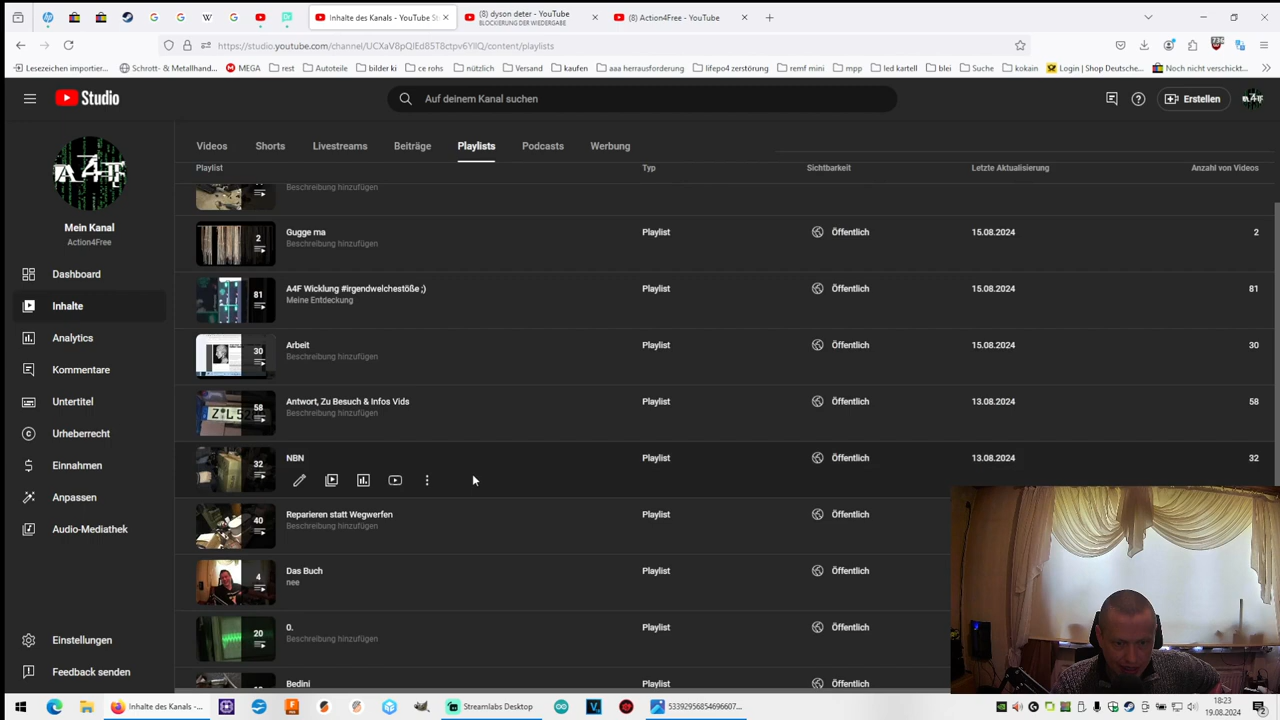 Inhalte des Kanals - YouTube St
(8) dyson deter - YouTube
BLOCKIERUNG DER WIEDERGABE
(8) Action4Free - YouTube
https://studio.youtube.com/channel/UCXaV8pQIEd85T8ctpv6YIlQ/content/playlists
Lesezeichen importier...
Schrott- & Metallhand...
MEGA
rest
Autoteile
bilder ki
ce rohs
nützlich
Versand
kaufen
aaa herrausforderung
lifepo4 zerstörung
remf mini
mpp
led kartell
blei
Suche
kokain
Login | Shop Deutsche...
Noch nicht verschickt...
Studio
Auf deinem Kanal suchen
Erstellen
A4F
Mein Kanal
Action4Free
Dashboard
Inhalte
Analytics
Kommentare
Untertitel
Urheberrecht
Einnahmen
Anpassen
Audio-Mediathek
Einstellungen
Feedback senden
Videos Shorts Livestreams Beiträge Playlists Podcasts Werbung
Playlist Typ Sichtbarkeit Letzte Aktualisierung Anzahl von Videos
Beschreibung hinzufügen
2 Gugge ma Playlist Öffentlich 15.08.2024 2
Beschreibung hinzufügen
81 A4F Wicklung #irgendwelchestöße ;) Playlist Öffentlich 15.08.2024 81
Meine Entdeckung
30 Arbeit Playlist Öffentlich 15.08.2024 30
Beschreibung hinzufügen
58 Antwort, Zu Besuch & Infos Vids Playlist Öffentlich 13.08.2024 58
Beschreibung hinzufügen
32 NBN Playlist Öffentlich 13.08.2024 32
40 Reparieren statt Wegwerfen Playlist Öffentlich
Beschreibung hinzufügen
4 Das Buch Playlist Öffentlich
nee
20 0. Playlist Öffentlich
Beschreibung hinzufügen
Bedini Playlist Öffentlich
Inhalte des Kanals -...
Streamlabs Desktop
53392956854696607...
18:23
19.08.2024